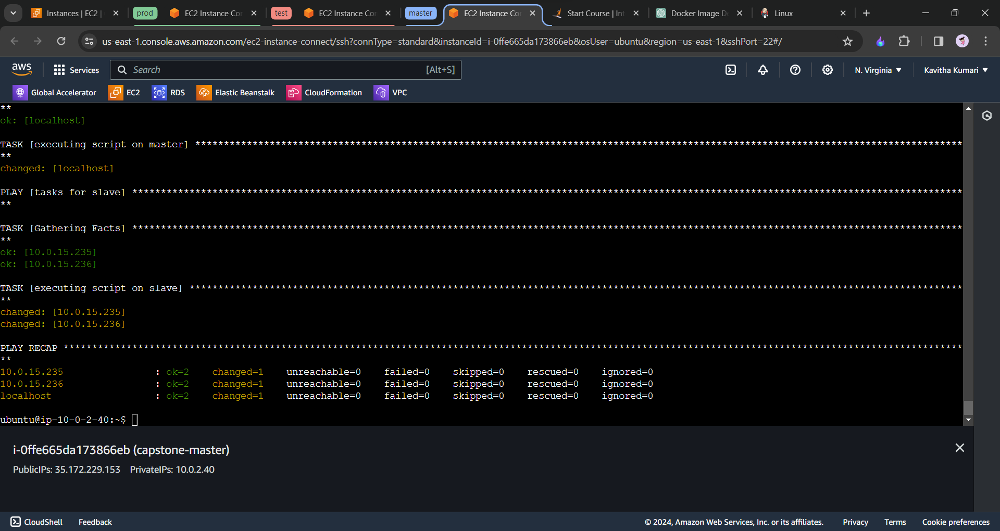 Instances | EC2 |
prod
EC2 Instance Con
test
EC2 Instance Con
master
EC2 Instance Con
Start Course | Int
Docker Image De
Linux
us-east-1.console.aws.amazon.com/ec2-instance-connect/ssh?connType=standard&instanceId=i-0ffe665da173866eb&osUser=ubuntu&region=us-east-1&sshPort=22#/
aws
Services
Search
[Alt+S]
N. Virginia
Kavitha Kumari
Global Accelerator
EC2
RDS
Elastic Beanstalk
CloudFormation
VPC
**
ok: [localhost]
TASK [executing script on master] **************************************************************************************************************************************
**
changed: [localhost]
PLAY [tasks for slave] *************************************************************************************************************************************************
**
TASK [Gathering Facts] *************************************************************************************************************************************************
**
ok: [10.0.15.235]
ok: [10.0.15.236]
TASK [executing script on slave] ***************************************************************************************************************************************
**
changed: [10.0.15.235]
changed: [10.0.15.236]
PLAY RECAP *************************************************************************************************************************************************************
**
10.0.15.235 : ok=2 changed=1 unreachable=0 failed=0 skipped=0 rescued=0 ignored=0
10.0.15.236 : ok=2 changed=1 unreachable=0 failed=0 skipped=0 rescued=0 ignored=0
localhost : ok=2 changed=1 unreachable=0 failed=0 skipped=0 rescued=0 ignored=0
ubuntu@ip-10-0-2-40:~$
i-0ffe665da173866eb (capstone-master)
PublicIPs: 35.172.229.153 PrivateIPs: 10.0.2.40
CloudShell
Feedback
© 2024, Amazon Web Services, Inc. or its affiliates.
Privacy
Terms
Cookie preferences